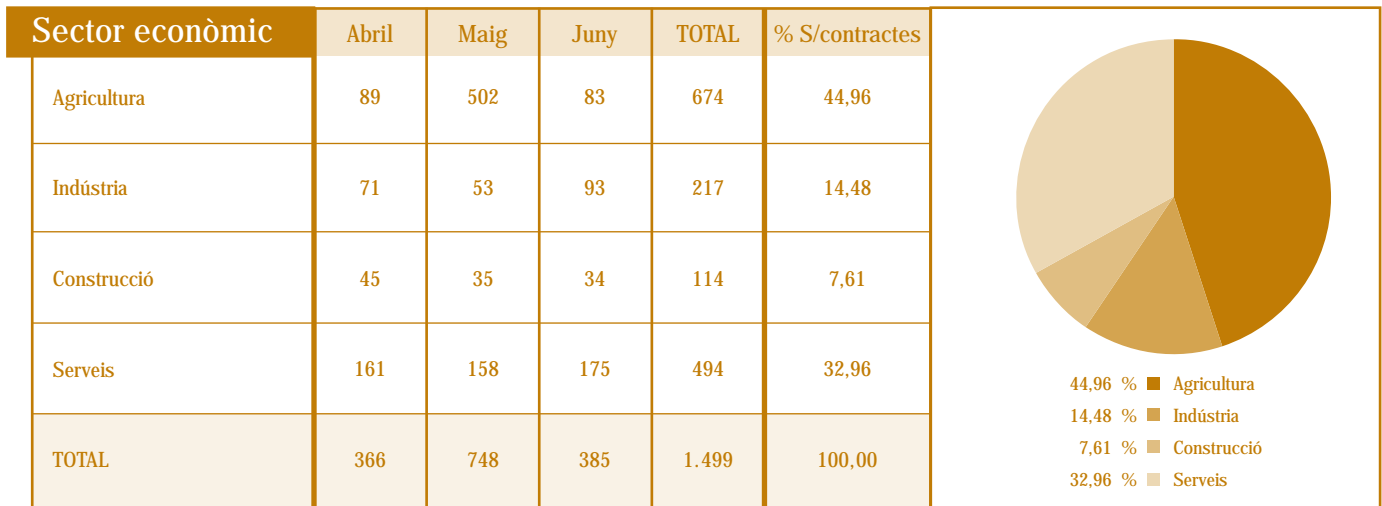 Sector econòmic Abril Maig Juny TOTAL % S/contractes
Agricultura 89 502 83 674 44,96
Indústria 71 53 93 217 14,48
Construcció 45 35 34 114 7,61
Serveis 161 158 175 494 32,96
TOTAL 366 748 385 1.499 100,00
44,96 % Agricultura
14,48 % Indústria
7,61 % Construcció
32,96 % Serveis